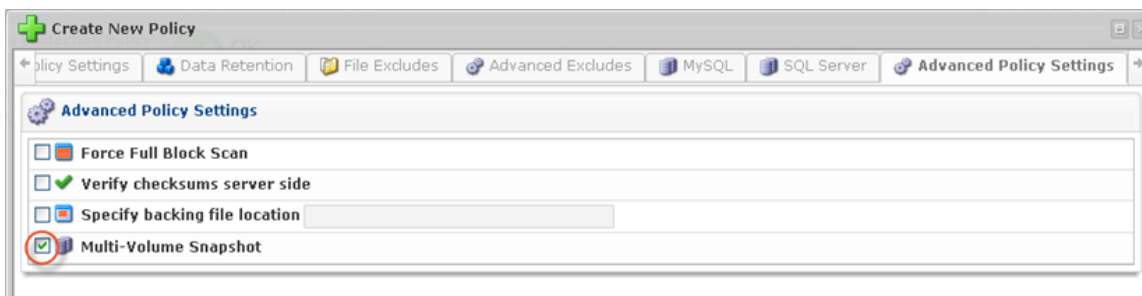 Create New Policy
olicy Settings Data Retention File Excludes Advanced Excludes MySQL SQL Server Advanced Policy Settings
Advanced Policy Settings
Force Full Block Scan
Verify checksums server side
Specify backing file location
Multi-Volume Snapshot